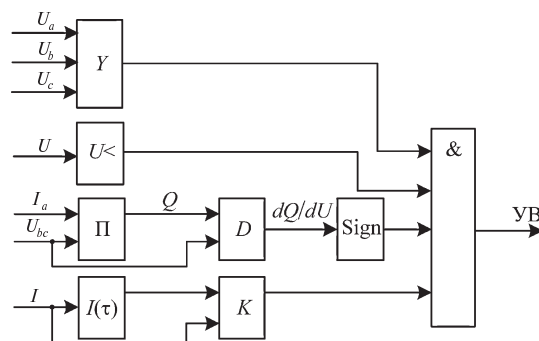 U_a
U_b
U_c
Y
U
U<
&
I_a
U_bc
П
Q
D
dQ/dU
Sign
УВ
I
I(τ)
K